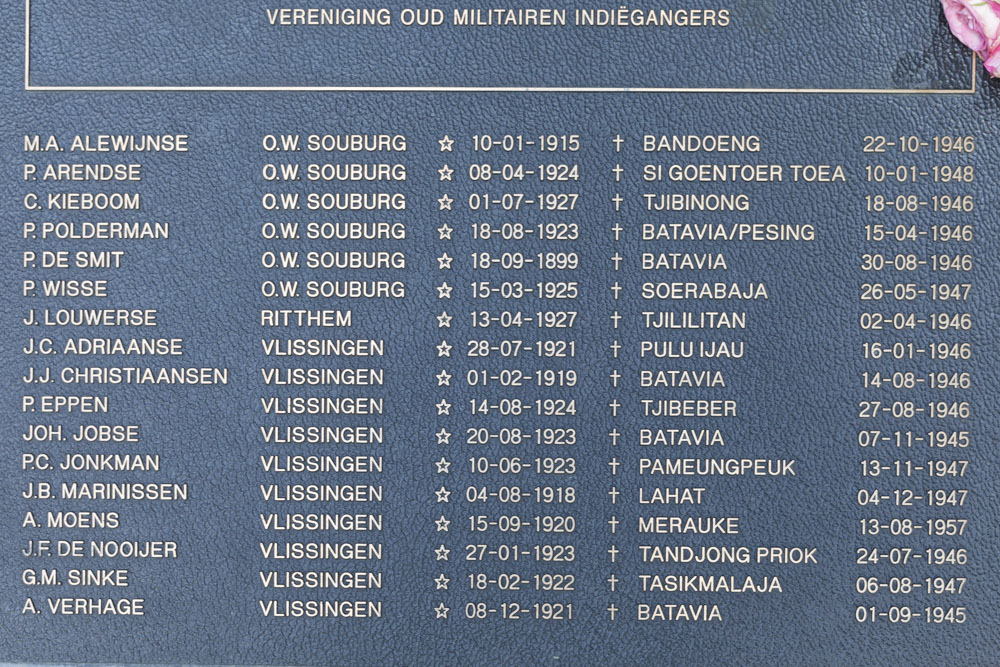 VERENIGING OUD MILITAIREN INDIËGANGERS
M.A. ALEWIJNSE O.W. SOUBURG ☆ 10-01-1915 † BANDOENG 22-10-1946
P. ARENDSE O.W. SOUBURG ☆ 08-04-1924 † SI GOENTOER TOEA 10-01-1948
C. KIEBOOM O.W. SOUBURG ☆ 01-07-1927 † TJIBINONG 18-08-1946
P. POLDERMAN O.W. SOUBURG ☆ 18-08-1923 † BATAVIA/PESING 15-04-1946
P. DE SMIT O.W. SOUBURG ☆ 18-09-1899 † BATAVIA 30-08-1946
P. WISSE O.W. SOUBURG ☆ 15-03-1925 † SOERABAJA 26-05-1947
J. LOUWERSE RITTHEM ☆ 13-04-1927 † TJILILITAN 02-04-1946
J.C. ADRIAANSE VLISSINGEN ☆ 28-07-1921 † PULU IJAU 16-01-1946
J.J. CHRISTIAANSEN VLISSINGEN ☆ 01-02-1919 † BATAVIA 14-08-1946
P. EPPEN VLISSINGEN ☆ 14-08-1924 † TJIBEBER 27-08-1946
JOH. JOBSE VLISSINGEN ☆ 20-08-1923 † BATAVIA 07-11-1945
P.C. JONKMAN VLISSINGEN ☆ 10-06-1923 † PAMEUNGPEUK 13-11-1947
J.B. MARINISSEN VLISSINGEN ☆ 04-08-1918 † LAHAT 04-12-1947
A. MOENS VLISSINGEN ☆ 15-09-1920 † MERAUKE 13-08-1957
J.F. DE NOOIJER VLISSINGEN ☆ 27-01-1923 † TANDJONG PRIOK 24-07-1946
G.M. SINKE VLISSINGEN ☆ 18-02-1922 † TASIKMALAJA 06-08-1947
A. VERHAGE VLISSINGEN ☆ 08-12-1921 † BATAVIA 01-09-1945